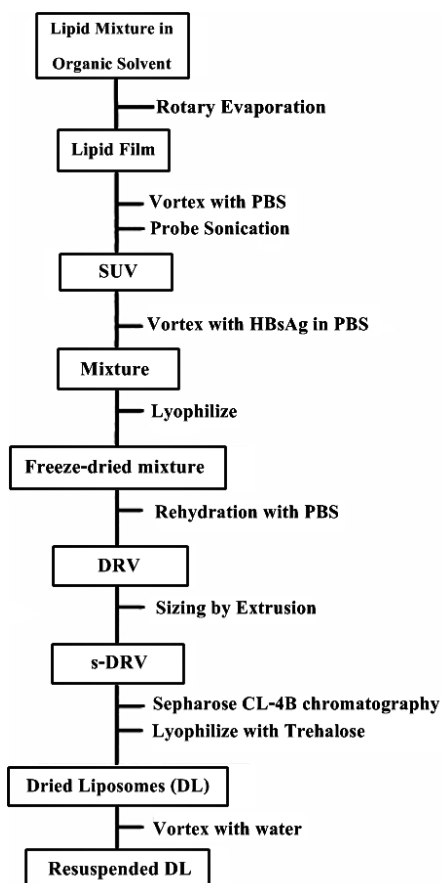 Lipid Mixture in
Organic Solvent
Rotary Evaporation
Lipid Film
Vortex with PBS
Probe Sonication
SUV
Vortex with HBsAg in PBS
Mixture
Lyophilize
Freeze-dried mixture
Rehydration with PBS
DRV
Sizing by Extrusion
s-DRV
Sepharose CL-4B chromatography
Lyophilize with Trehalose
Dried Liposomes (DL)
Vortex with water
Resuspended DL